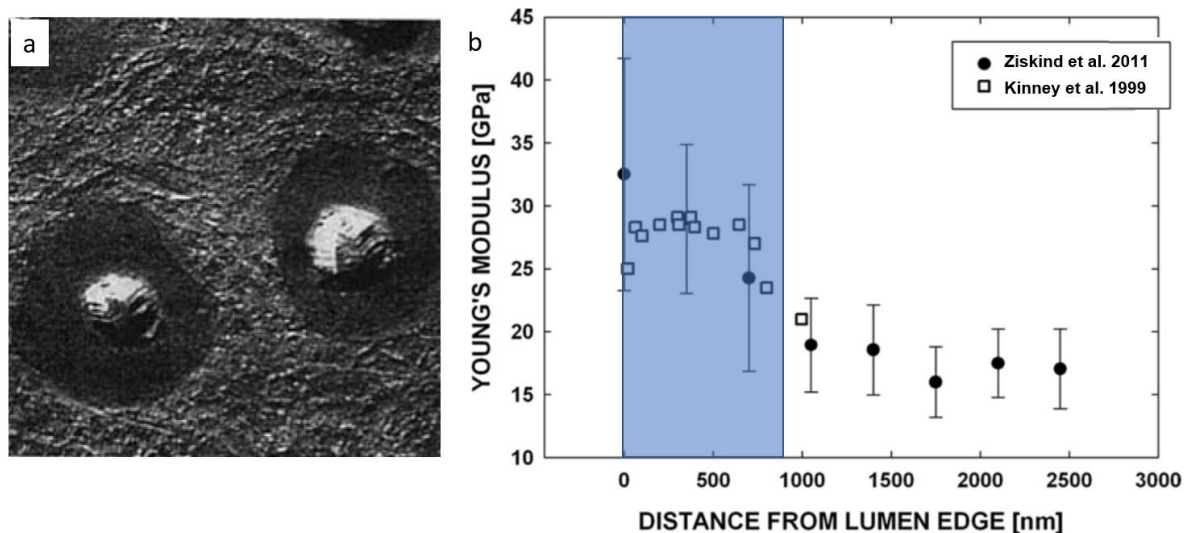 a
b
YOUNG'S MODULUS [GPa]
45
40
35
30
25
20
15
10
Ziskind et al. 2011
Kinney et al. 1999
0 500 1000 1500 2000 2500 3000
DISTANCE FROM LUMEN EDGE [nm]